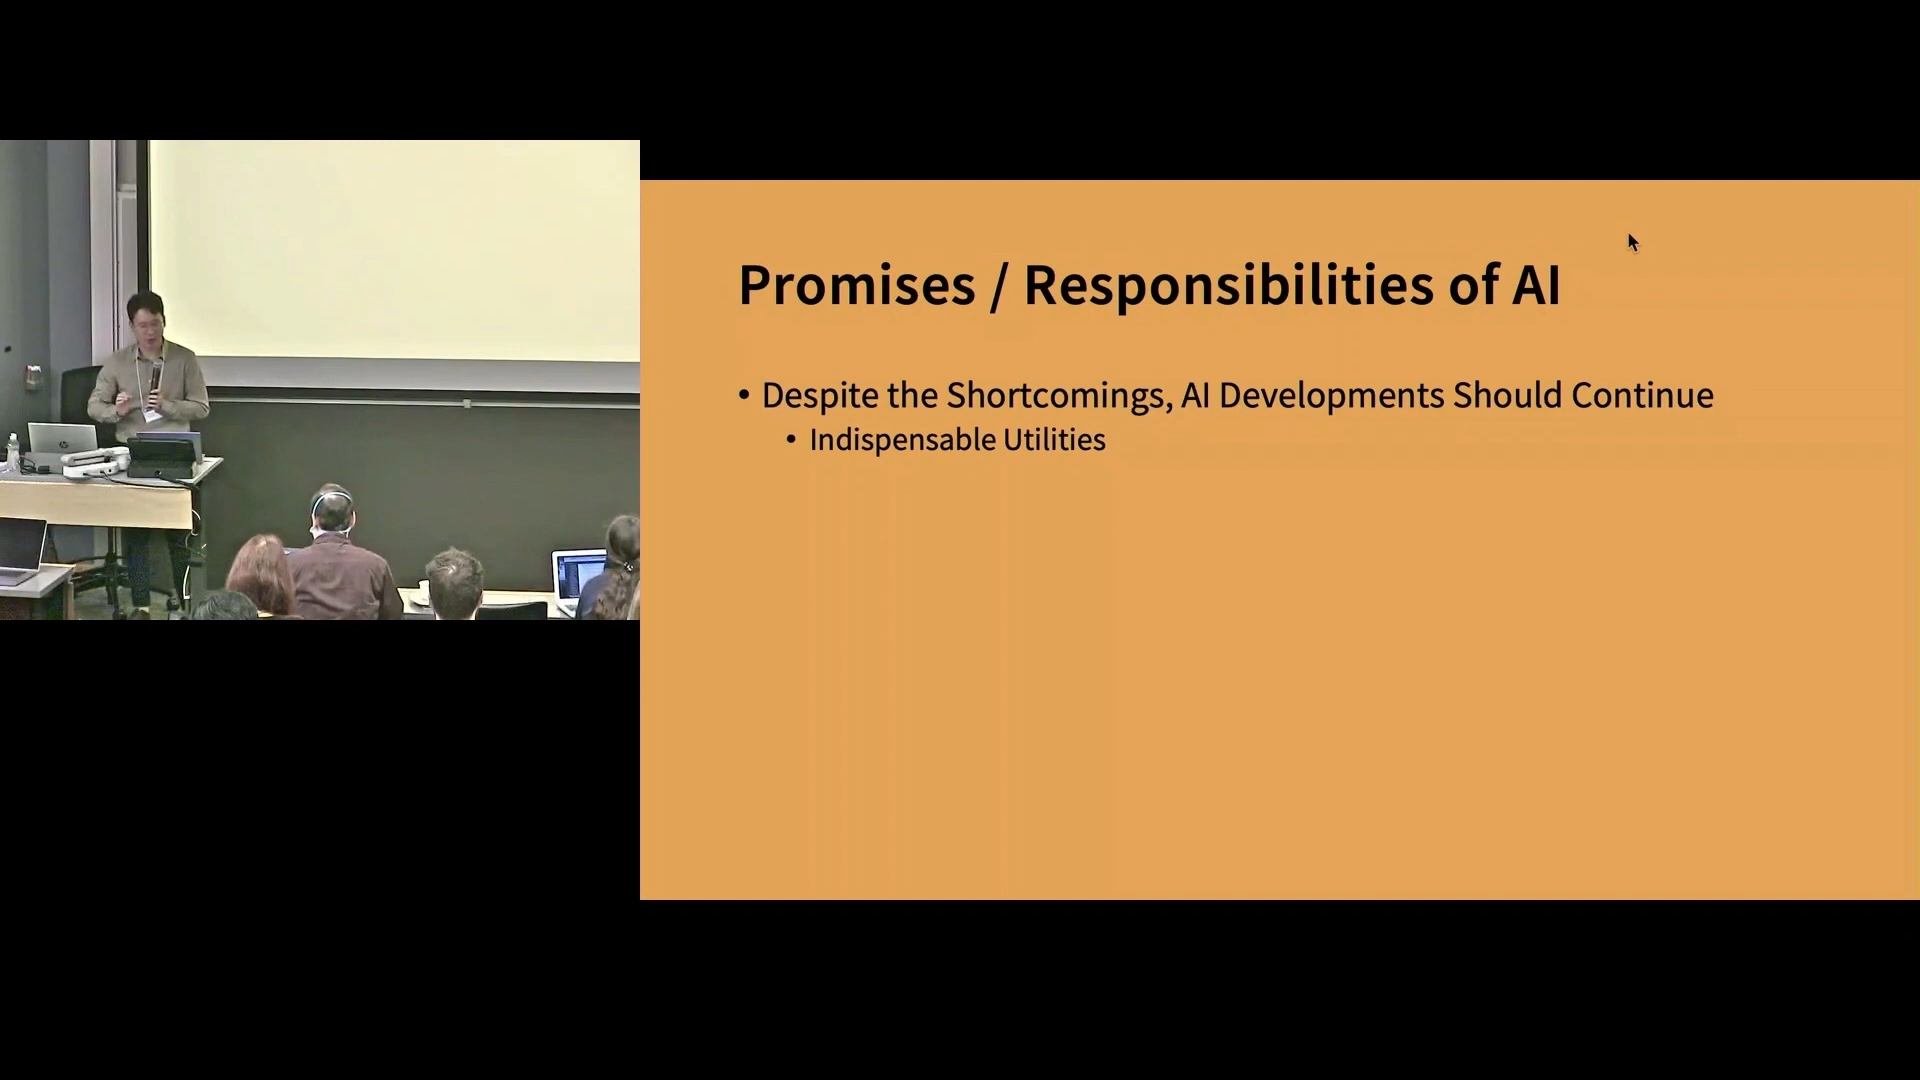 Promises / Responsibilities of AI
• Despite the Shortcomings, AI Developments Should Continue
• Indispensable Utilities